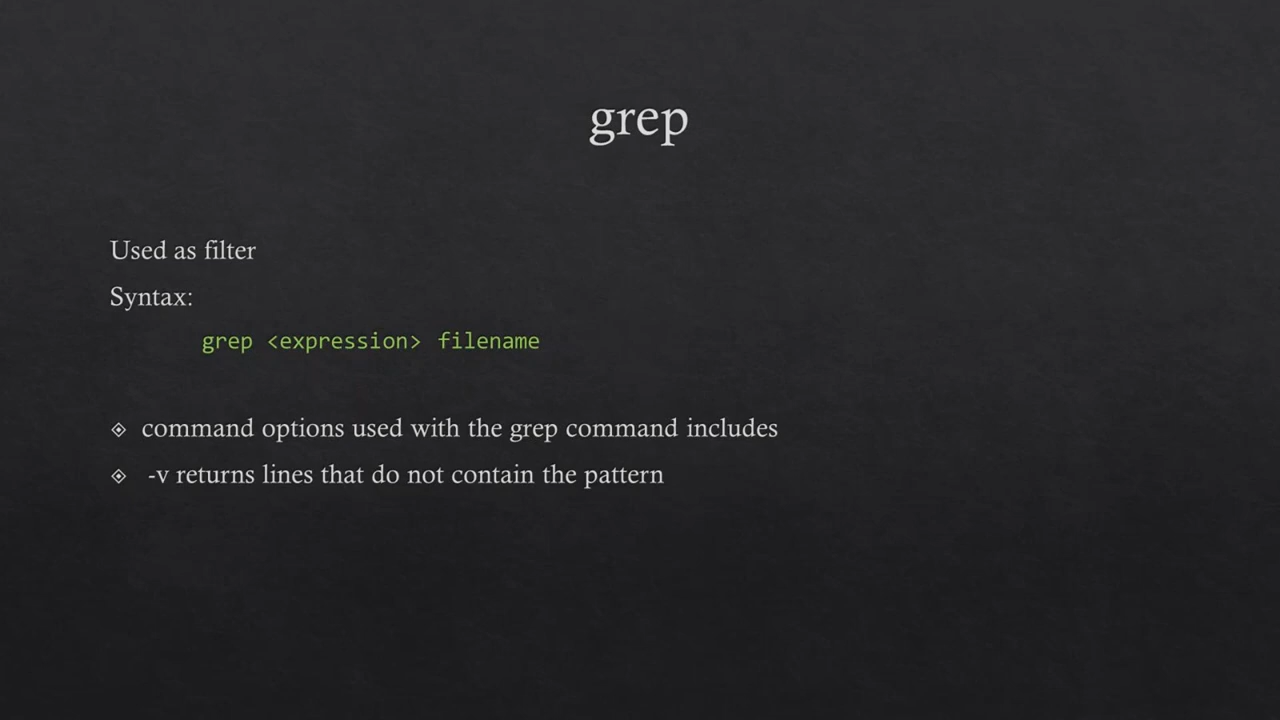 grep
Used as filter
Syntax:
grep <expression> filename
command options used with the grep command includes
-v returns lines that do not contain the pattern